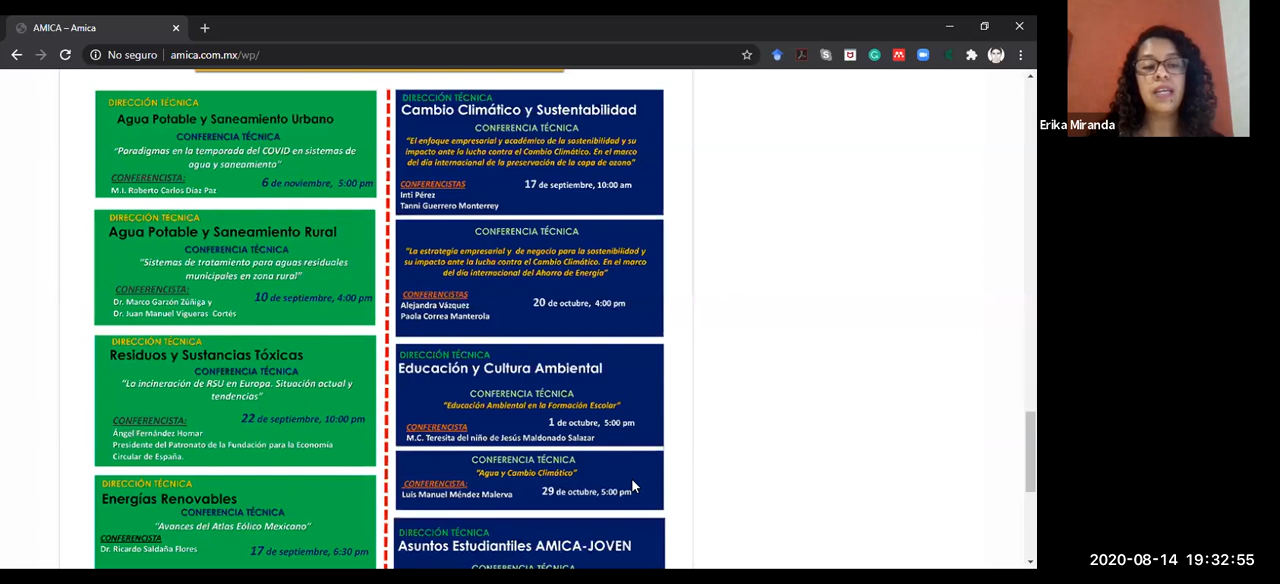 AMICA – Amica
No seguro
amica.com.mx/wp/
DIRECCIÓN TÉCNICA
Agua Potable y Saneamiento Urbano
CONFERENCIA TÉCNICA
"Paradigmas en la temporada del COVID en sistemas de
agua y saneamiento"
CONFERENCISTA:
M.I. Roberto Carlos Díaz Paz
6 de noviembre, 5:00 pm
DIRECCIÓN TÉCNICA
Agua Potable y Saneamiento Rural
CONFERENCIA TÉCNICA
"Sistemas de tratamiento para aguas residuales
municipales en zona rural"
CONFERENCISTA:
10 de septiembre, 4:00 pm
Dr. Marco Garzón Zúñiga y
Dr. Juan Manuel Vigueras Cortés
DIRECCIÓN TÉCNICA
Residuos y Sustancias Tóxicas
CONFERENCIA TÉCNICA
"La incineración de RSU en Europa. Situación actual y
tendencias"
CONFERENCISTA:
22 de septiembre, 10:00 pm
Ángel Fernández Homar
Presidente del Patronato de la Fundación para la Economía
Circular de España.
DIRECCIÓN TÉCNICA
Energías Renovables
CONFERENCIA TÉCNICA
"Avances del Atlas Eólico Mexicano"
CONFERENCISTA
Dr. Ricardo Saldaña Flores
17 de septiembre, 6:30 pm
DIRECCIÓN TÉCNICA
Cambio Climático y Sustentabilidad
CONFERENCIA TÉCNICA
"El enfoque empresarial y académico de la sostenibilidad y su
impacto ante la lucha contra el Cambio Climático. En el marco
del día internacional de la preservación de la capa de ozono"
CONFERENCISTAS
17 de septiembre, 10:00 am
Inti Pérez
Tanni Guerrero Monterrey
CONFERENCIA TÉCNICA
"La estrategia empresarial y de negocio para la sostenibilidad y
su impacto ante la lucha contra el Cambio Climático. En el marco
del día internacional del Ahorro de Energía"
CONFERENCISTAS
20 de octubre, 4:00 pm
Alejandra Vázquez
Paola Correa Manterola
DIRECCIÓN TÉCNICA
Educación y Cultura Ambiental
CONFERENCIA TÉCNICA
"Educación Ambiental en la Formación Escolar"
1 de octubre, 5:00 pm
CONFERENCISTA
M.C. Teresita del niño de Jesús Maldonado Salazar
CONFERENCIA TÉCNICA
"Agua y Cambio Climático"
CONFERENCISTA:
Luis Manuel Méndez Malerva
29 de octubre, 5:00 pm
DIRECCIÓN TÉCNICA
Asuntos Estudiantiles AMICA-JOVEN
CONFERENCIA TÉCNICA
Erika Miranda
2020-08-14 19:32:55